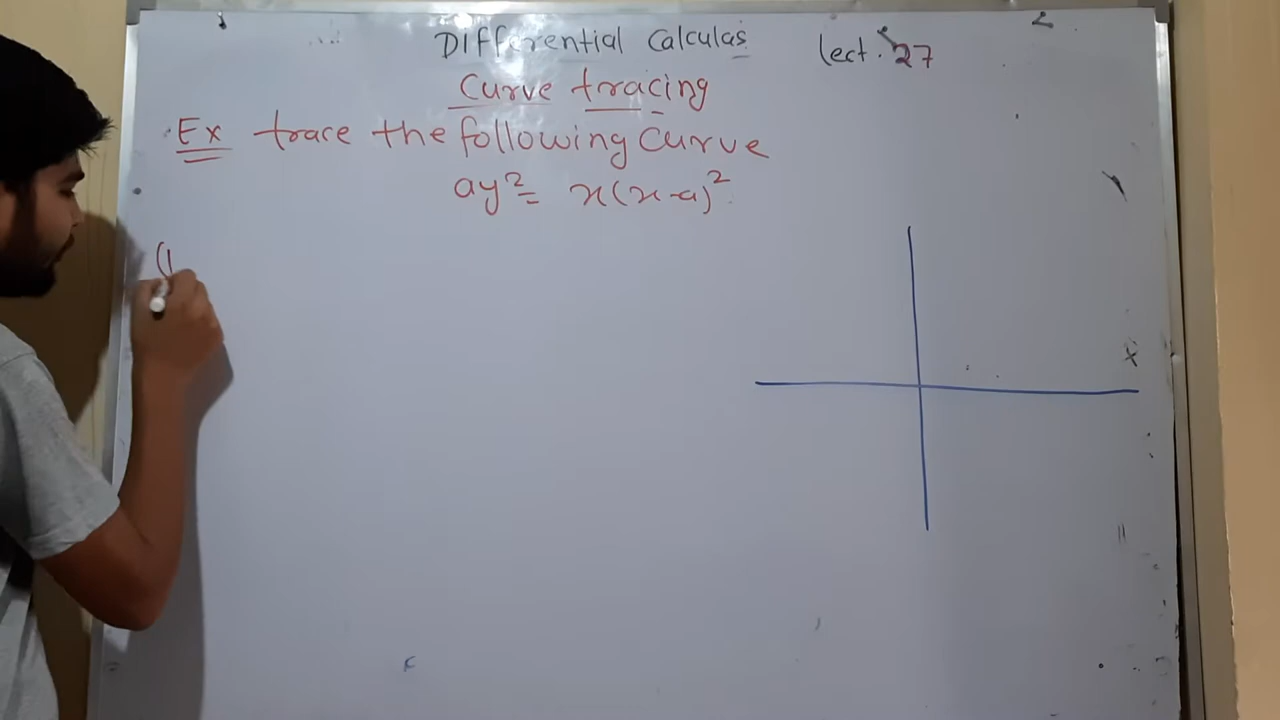 Differential Calculas lect. 27
Curve tracing
Ex trace the following Curve
ay² = x(x-a)²
(1
x